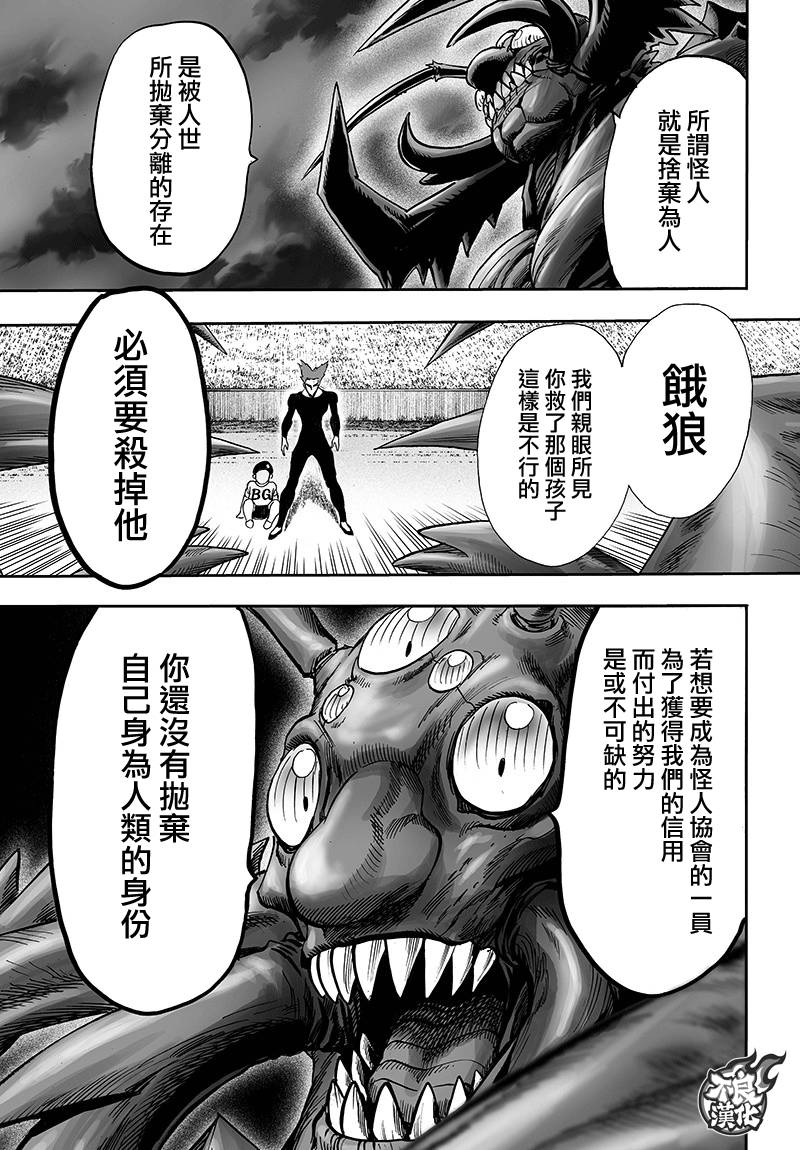 所謂怪人
就是捨棄為人
是被人世
所拋棄分離的存在
餓狼
我們親眼所見
你救了那個孩子
這樣是不行的
必須要殺掉他
BG
若想要成為怪人協會的一員
為了獲得我們的信用
而付出的努力
是或不可缺的
你還沒有拋棄
自己身為人類的身份
不良
漢化